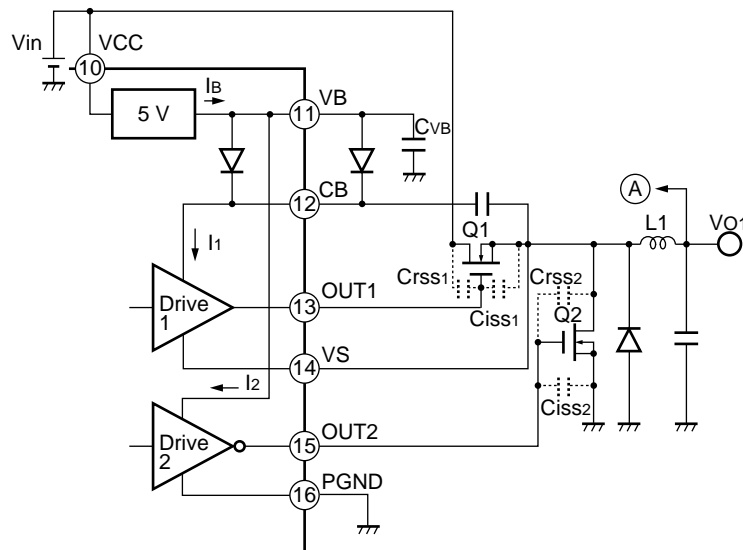 Vin
VCC
10
5 V
IB
VB
11
CVB
CB
12
Q1
A
L1
VO1
I1
Drive
1
OUT1
13
Crss1
Ciss1
Crss2
Q2
VS
14
I2
Ciss2
Drive
2
OUT2
15
PGND
16